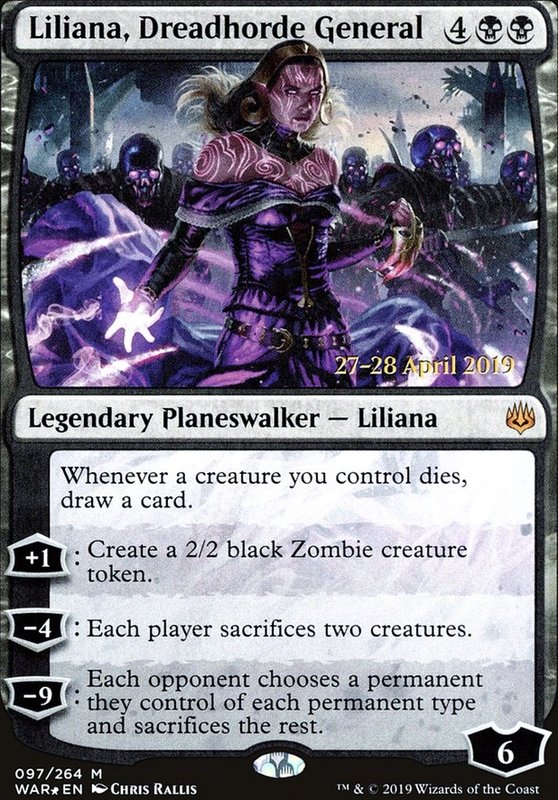 Liliana, Dreadhorde General 4
27–28 April 2019
Legendary Planeswalker — Liliana
Whenever a creature you control dies,
draw a card.
+1 : Create a 2/2 black Zombie creature
token.
−4 : Each player sacrifices two creatures.
−9 : Each opponent chooses a permanent
they control of each permanent type
and sacrifices the rest.
6
097/264 M
WAR★EN Chris Rallis
™ & © 2019 Wizards of the Coast